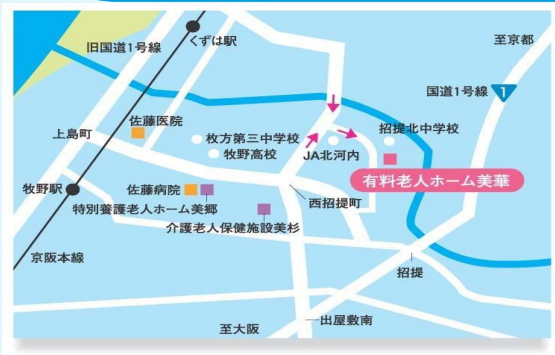 くずは駅
至京都
旧国道1号線
国道1号線
1
佐藤医院
上島町
枚方第三中学校
招提北中学校
牧野高校
JA北河内
有料老人ホーム美華
牧野駅
佐藤病院
特別養護老人ホーム美郷
西招提町
介護老人保健施設美杉
京阪本線
招提
至大阪
出屋敷南